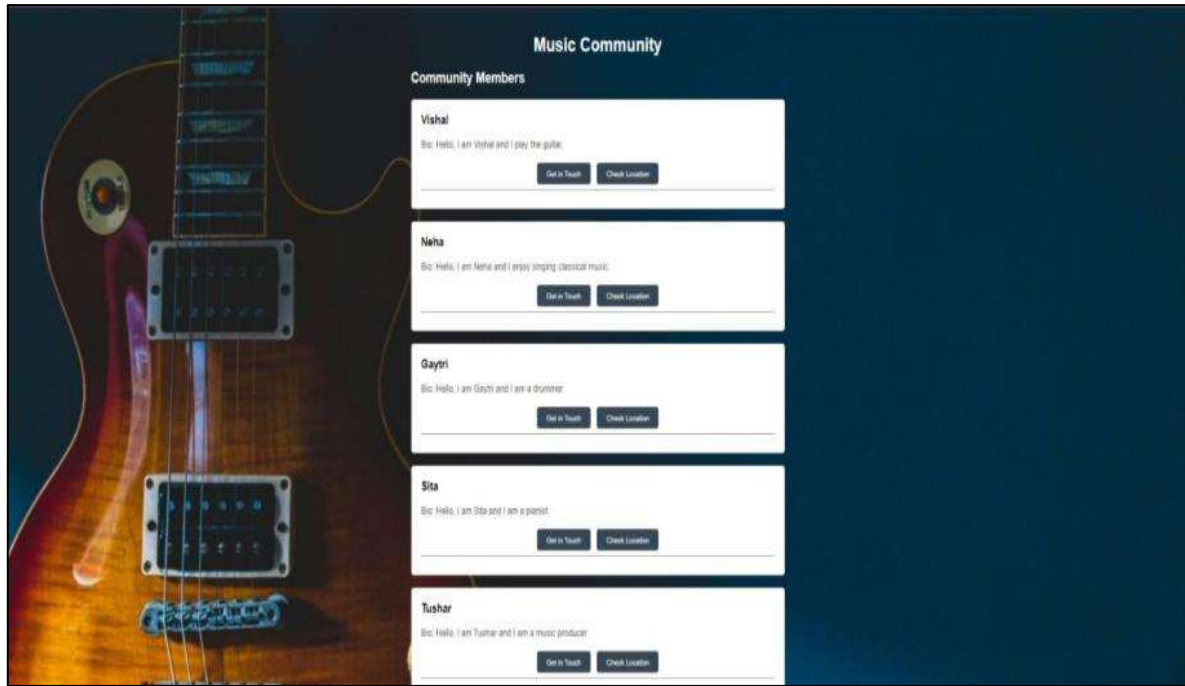 Music Community
Community Members
Vishal
Bio: Hello, I am Vishal and I play the guitar.
Get in Touch Check Location
Neha
Bio: Hello, I am Neha and I enjoy singing classical music.
Get in Touch Check Location
Gaytri
Bio: Hello, I am Gaytri and I am a drummer.
Get in Touch Check Location
Sita
Bio: Hello, I am Sita and I am a pianist.
Get in Touch Check Location
Tushar
Bio: Hello, I am Tushar and I am a music producer.
Get in Touch Check Location